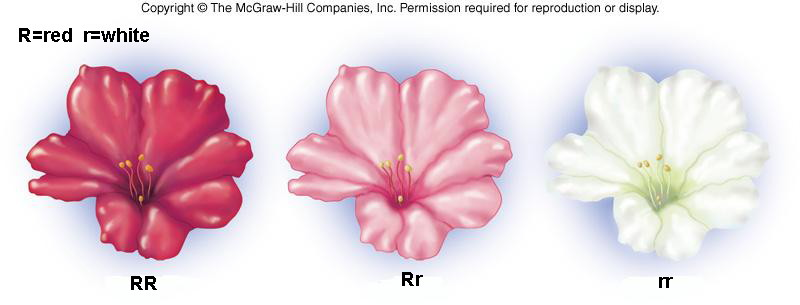 Copyright © The McGraw-Hill Companies, Inc. Permission required for reproduction or display.
R=red r=white
RR
Rr
rr